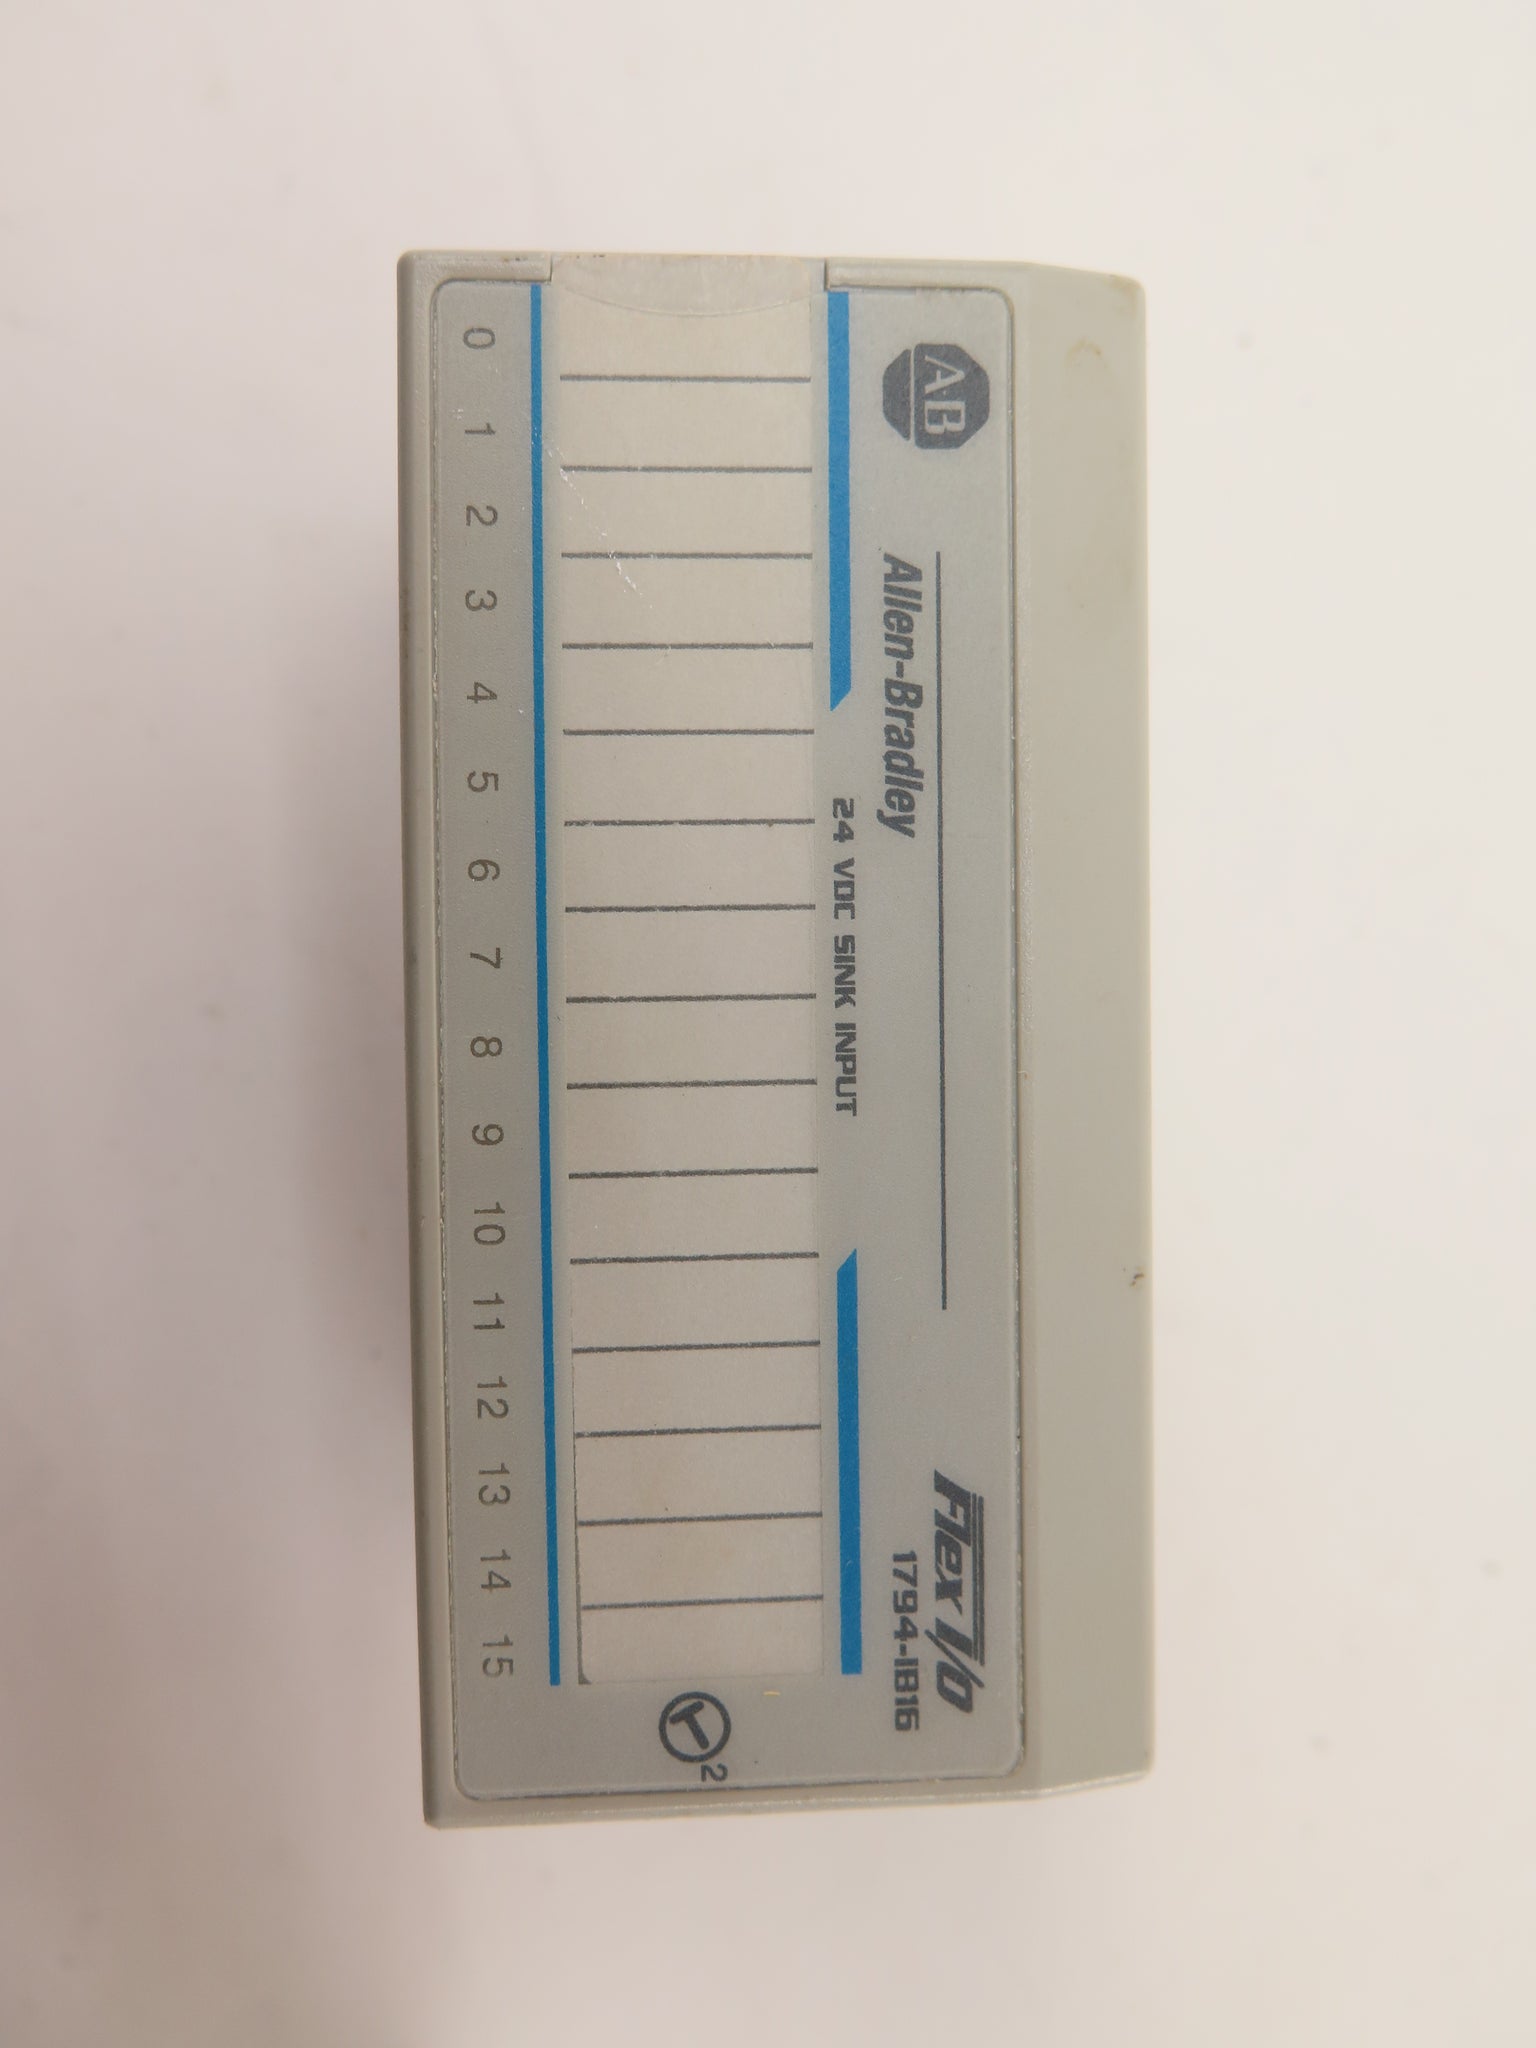 AB
Allen-Bradley
Flex I/O
1794-IB16
24 VDC SINK INPUT
2
0 1 2 3 4 5 6 7 8 9 10 11 12 13 14 15